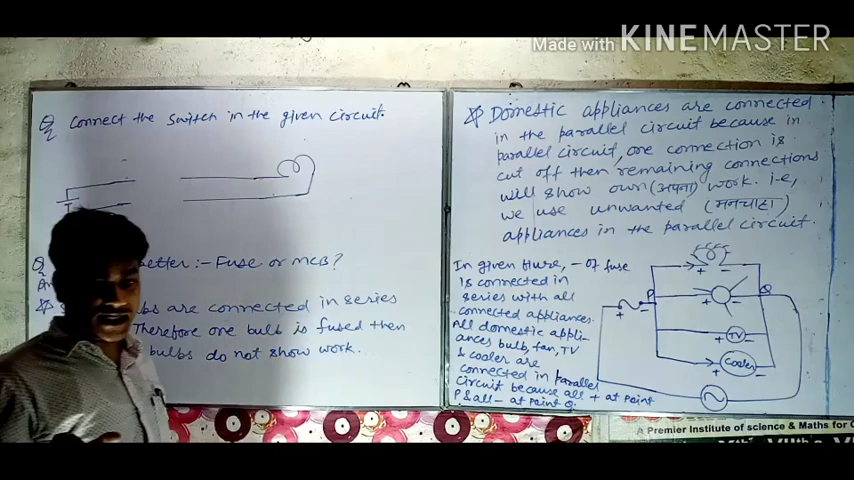 Made with KINEMASTER
Q Connect the switch in the given circuit.
Q better :- Fuse or MCB?
bs are connected in series
Therefore one bulb is fused then
bulbs do not show work...
Domestic appliances are connected
in the parallel circuit because in
parallel circuit, one connection is
cut off then remaining connections
will show own (अपना) work. i.e,
we use unwanted (मनचाहा)
appliances in the parallel circuit.
In given - of fuse
is connected in
series with all
connected appliances.
All domestic appli-
ances bulb, fan, TV
& cooler are
connected in parallel
circuit because all + at Point
P & all - at Point Q.
P
Q
+ -
+
+ TV -
+ Cooler -
+ -
A Premier Institute of science & Maths for